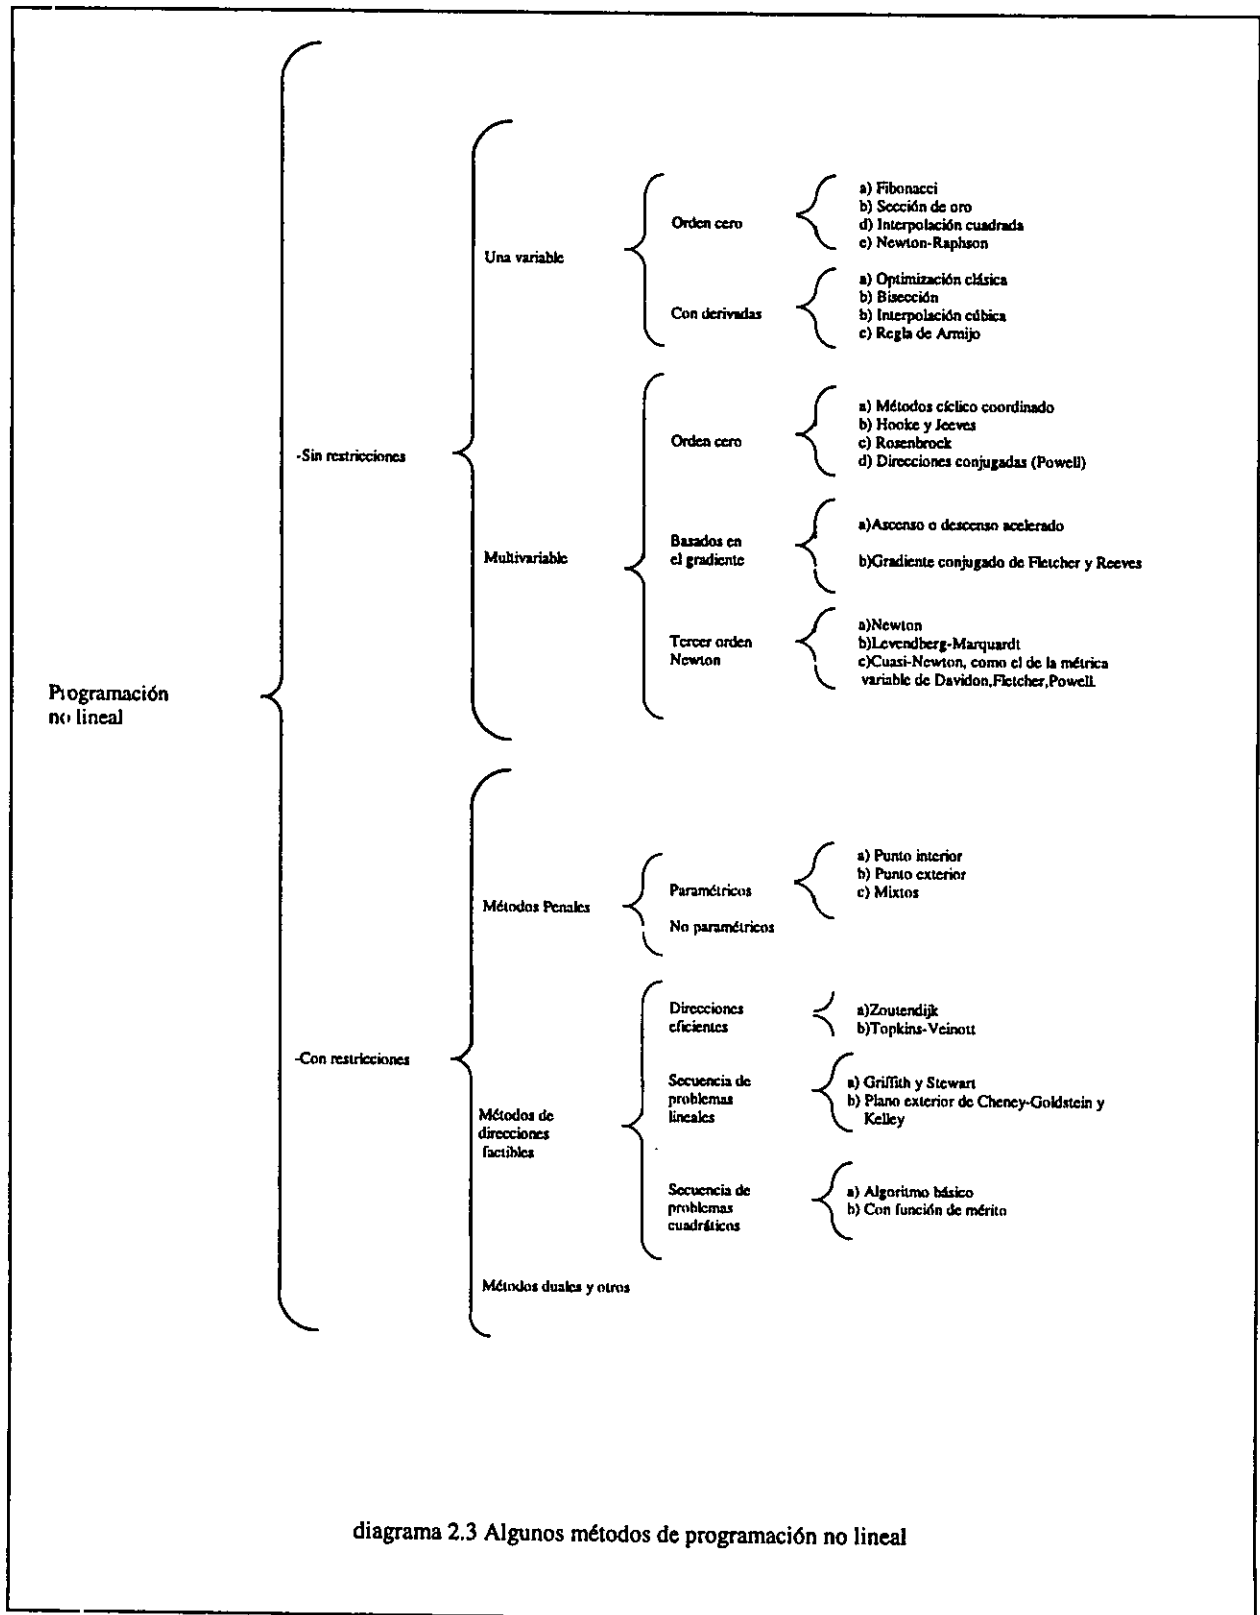 Programación
no lineal
-Sin restricciones
Una variable
Orden cero
a) Fibonacci
b) Sección de oro
d) Interpolación cuadrada
e) Newton-Raphson
Con derivadas
a) Optimización clásica
b) Bisección
b) Interpolación cúbica
c) Regla de Armijo
Multivariable
Orden cero
a) Métodos cíclico coordinado
b) Hooke y Jeeves
c) Rosenbrock
d) Direcciones conjugadas (Powell)
Basados en
el gradiente
a)Ascenso o descenso acelerado
b)Gradiente conjugado de Fletcher y Reeves
Tercer orden
Newton
a)Newton
b)Levendberg-Marquardt
c)Cuasi-Newton, como el de la métrica
variable de Davidon,Fletcher,Powell.
-Con restricciones
Métodos Penales
Paramétricos
a) Punto interior
b) Punto exterior
c) Mixtos
No paramétricos
Métodos de
direcciones
factibles
Direcciones
eficientes
a)Zoutendijk
b)Topkins-Veinott
Secuencia de
problemas
lineales
a) Griffith y Stewart
b) Plano exterior de Cheney-Goldstein y
Kelley
Secuencia de
problemas
cuadráticos
a) Algoritmo básico
b) Con función de mérito
Métodos duales y otros
diagrama 2.3 Algunos métodos de programación no lineal